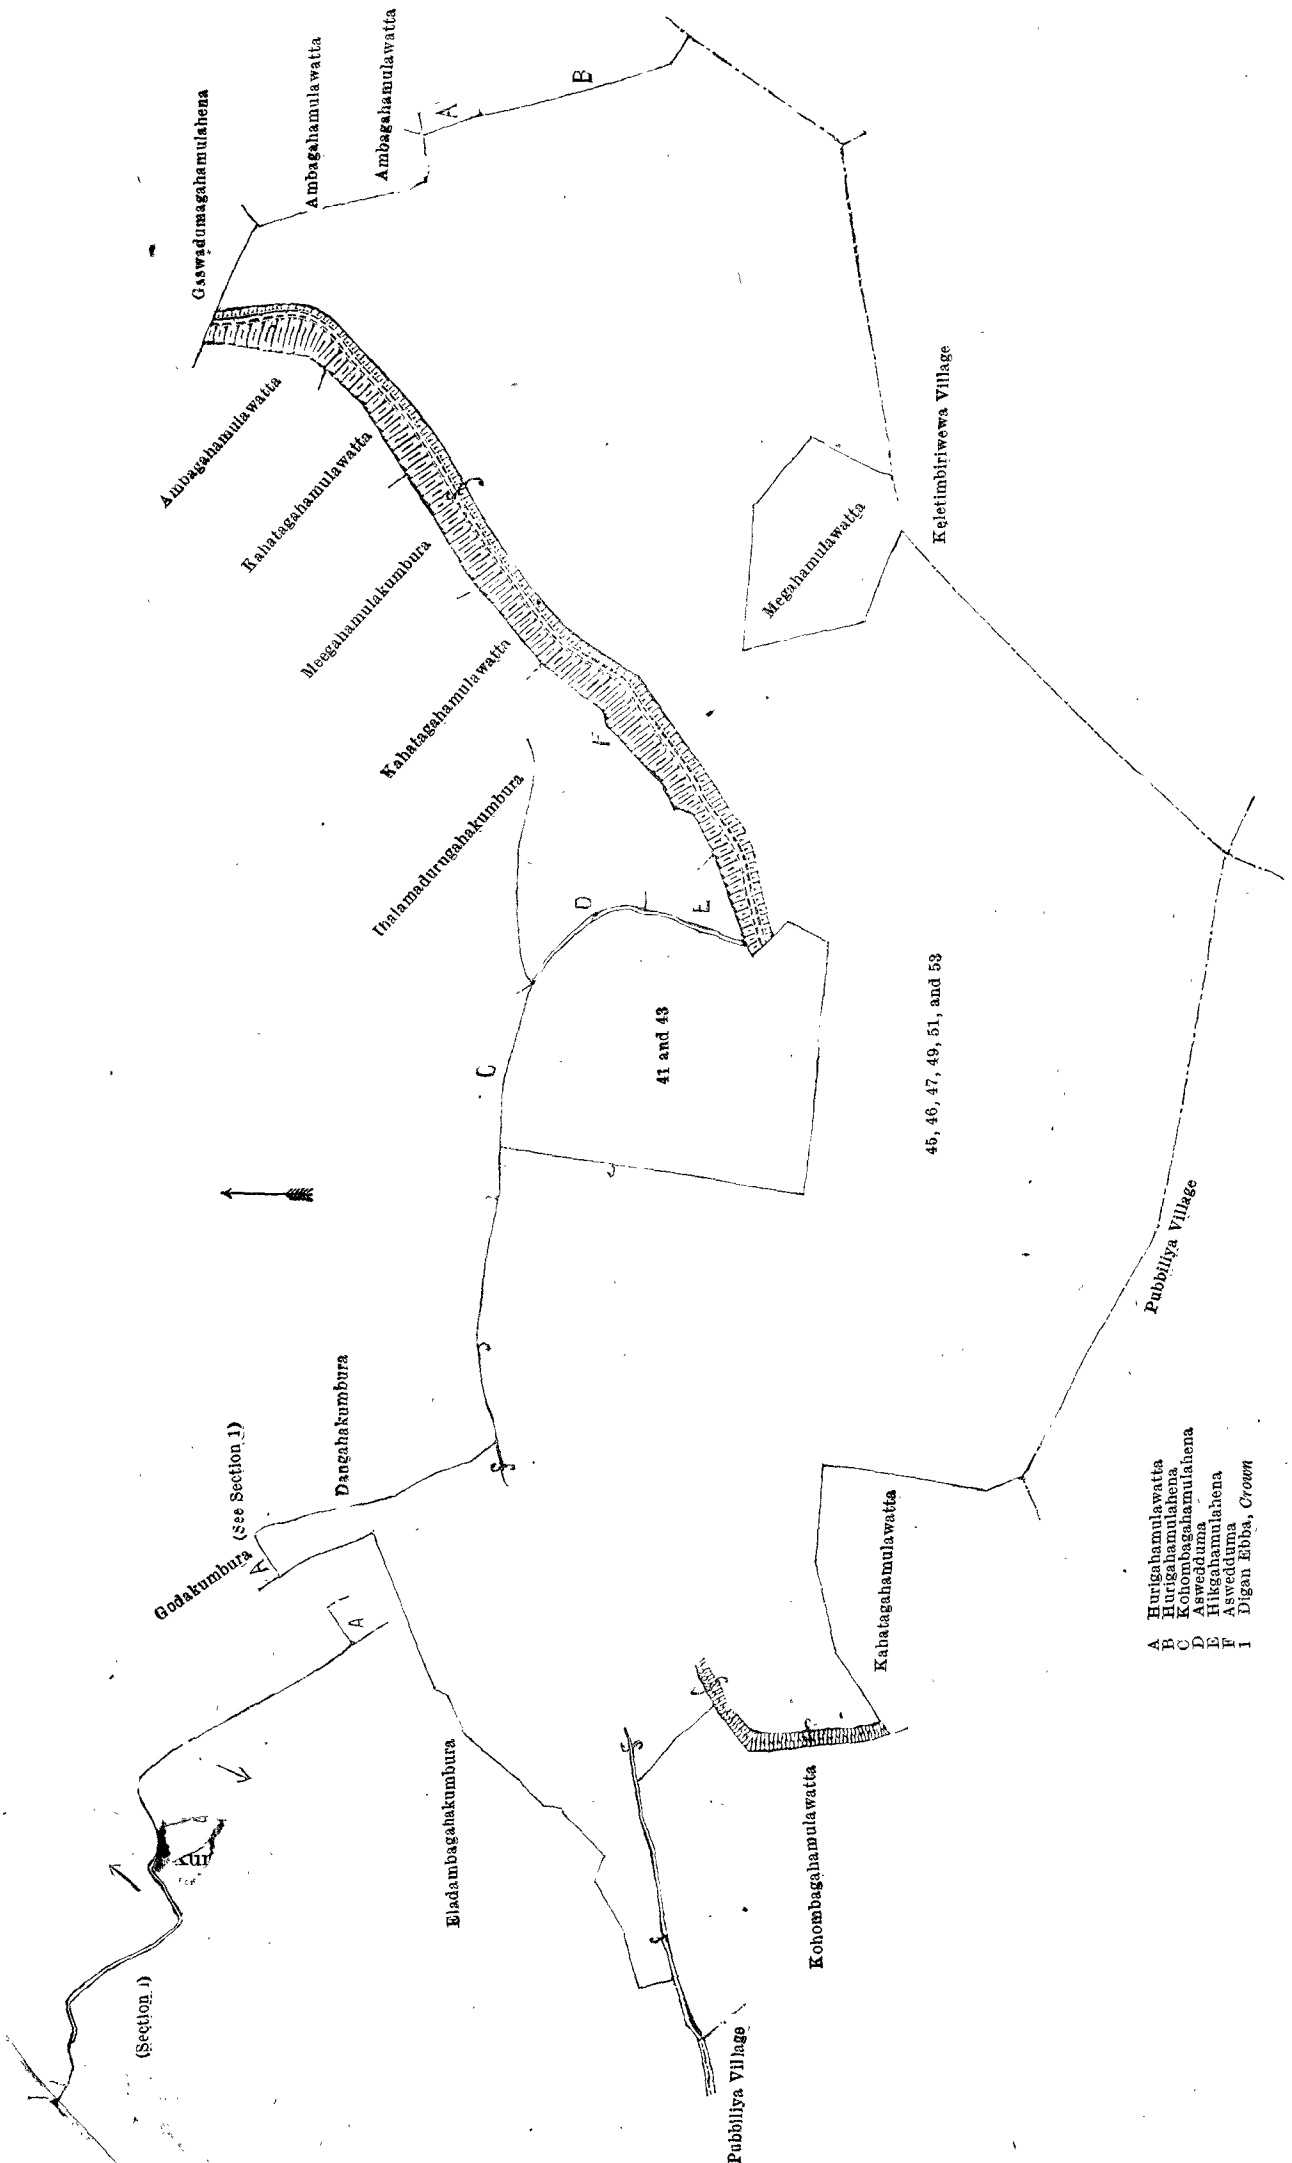 (Section 1)
Eladambagahakumbura
Pubbiliya Village
Kohombagahamulawatta
Godakumbura
(See Section 1)
A
A
Dangahakumbura
Kahatagahamulawatta
C
41 and 43
45, 46, 47, 49, 51, and 53
Pubbiliya Village
D
E
F
Ihalamadurugahakumbura
Kahatagahamulawatta
Meegahamulakumbura
Kahatagahamulawatta
Ambagahamulawatta
Gaswadumagahamulahena
Ambagahamulawatta
Ambagahamulawatta
A
B
Megahamulawatta
Keletimbiriwewa Village
A Hurigahamulawatta
B Hurigahamulahena
C Kohombagahamulahena
D Aswedduma
E Hikgahamulahena
F Aswedduma
1 Digan Ebba, Crown